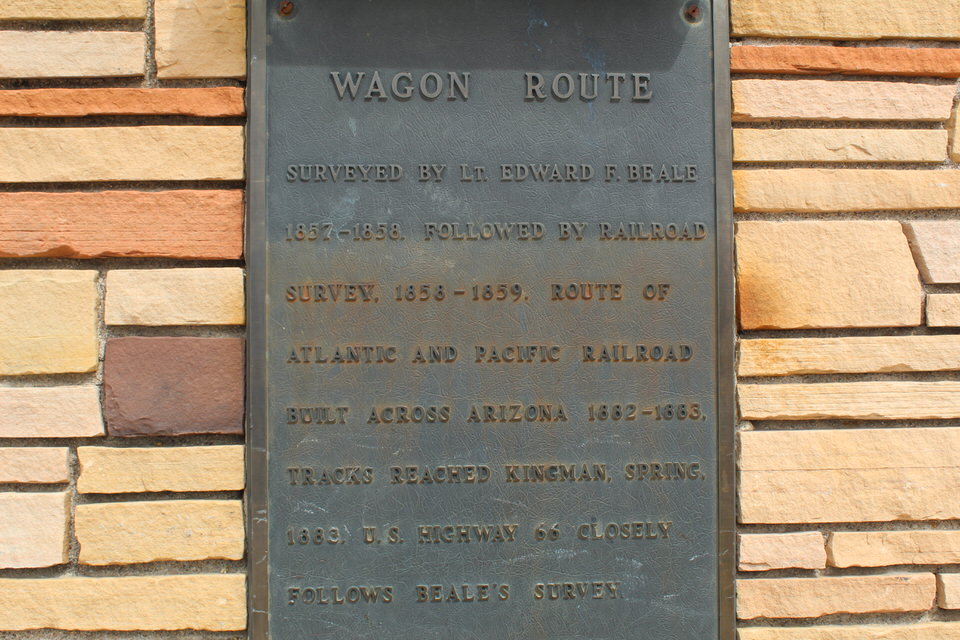 WAGON ROUTE
SURVEYED BY LT. EDWARD F. BEALE
1857-1858. FOLLOWED BY RAILROAD
SURVEY, 1858-1859. ROUTE OF
ATLANTIC AND PACIFIC RAILROAD
BUILT ACROSS ARIZONA 1882-1883.
TRACKS REACHED KINGMAN, SPRING,
1883. U.S. HIGHWAY 66 CLOSELY
FOLLOWS BEALE'S SURVEY.